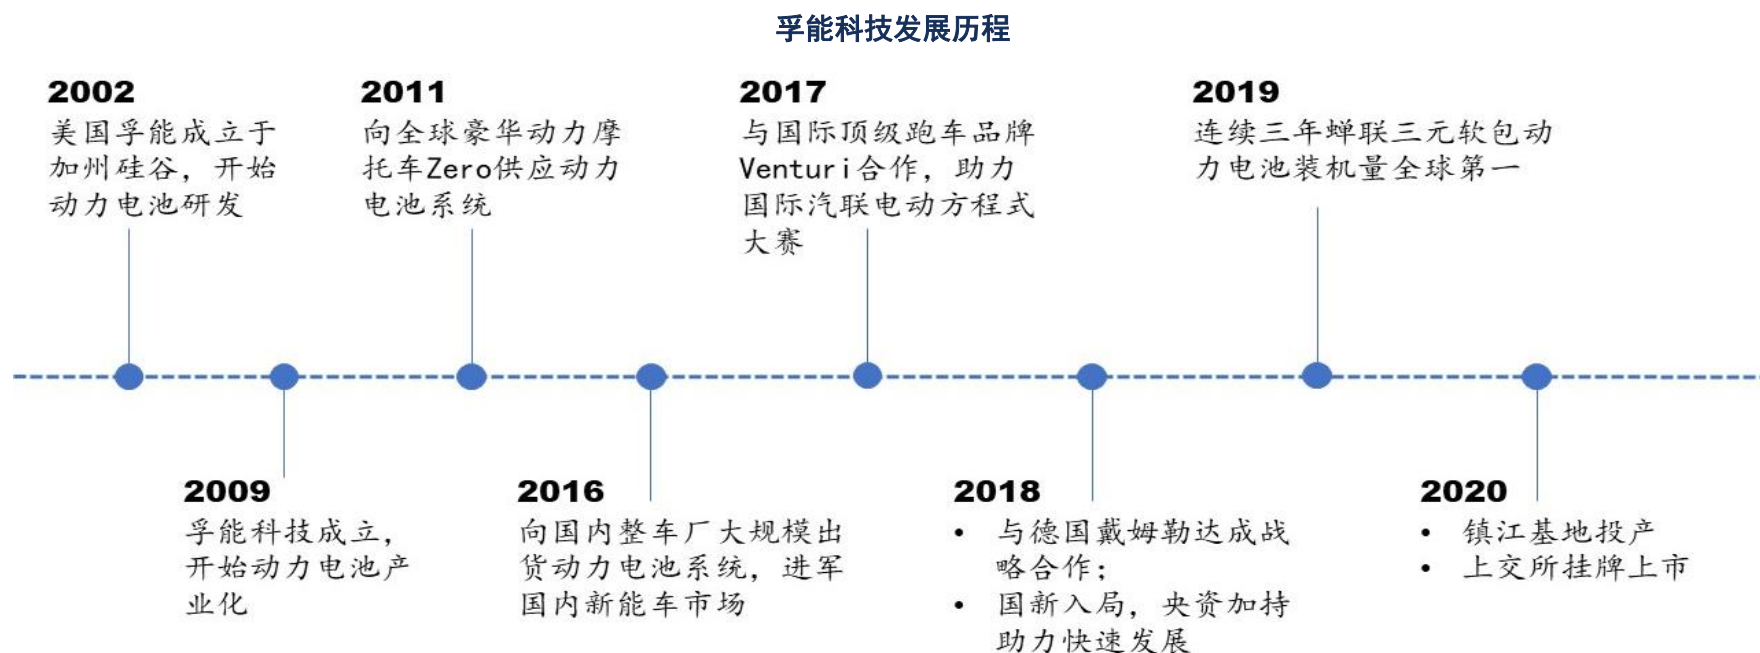 孚能科技发展历程
2002
美国孚能成立于
加州硅谷，开始
动力电池研发
2009
孚能科技成立，
开始动力电池产
业化
2011
向全球豪华动力摩
托车Zero供应动力
电池系统
2016
向国内整车厂大规模出
货动力电池系统，进军
国内新能车市场
2017
与国际顶级跑车品牌
Venturi合作，助力
国际汽联电动方程式
大赛
2018
• 与德国戴姆勒达成战
略合作；
• 国新入局，央资加持
助力快速发展
2019
连续三年蝉联三元软包动
力电池装机量全球第一
2020
• 镇江基地投产
• 上交所挂牌上市